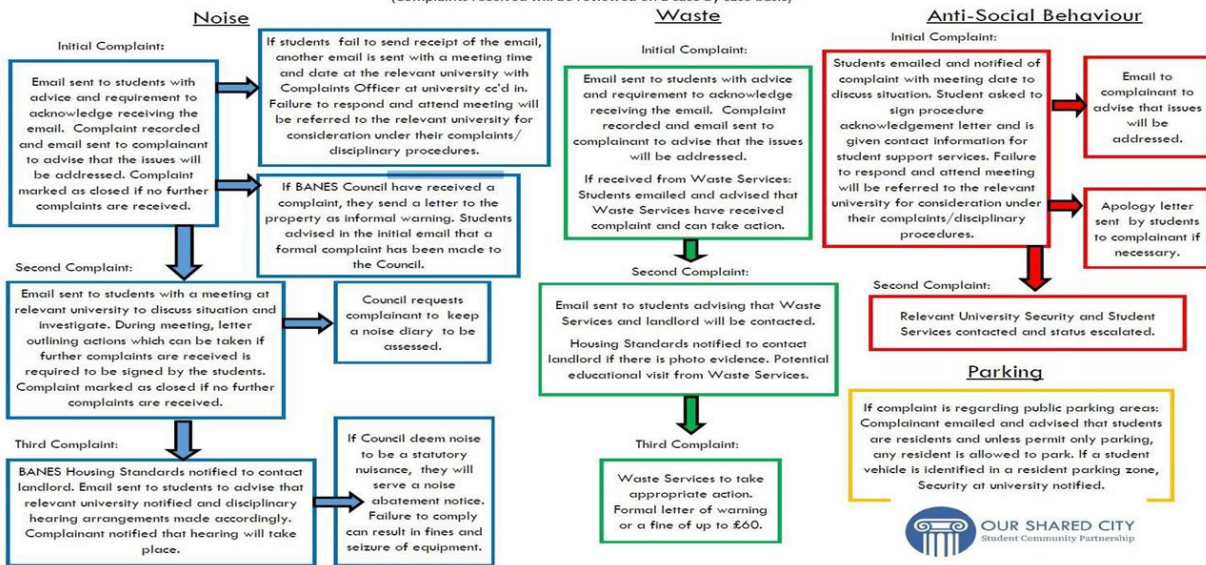 (Complaints received will be reviewed on a case by case basis)
Noise
Initial Complaint:
Email sent to students with
advice and requirement to
acknowledge receiving the
email. Complaint recorded
and email sent to complainant
to advise that the issues will
be addressed. Complaint
marked as closed if no further
complaints are received.
If students fail to send receipt of the email,
another email is sent with a meeting time
and date at the relevant university with
Complaints Officer at university cc'd in.
Failure to respond and attend meeting will
be referred to the relevant university for
consideration under their complaints/
disciplinary procedures.
If BANES Council have received a
complaint, they send a letter to the
property as informal warning. Students
advised in the initial email that a
formal complaint has been made to
the Council.
Second Complaint:
Email sent to students with a meeting at
relevant university to discuss situation and
investigate. During meeting, letter
outlining actions which can be taken if
further complaints are received is
required to be signed by the students.
Complaint marked as closed if no further
complaints are received.
Council requests
complainant to keep
a noise diary to be
assessed.
Third Complaint:
BANES Housing Standards notified to contact
landlord. Email sent to students to advise that
relevant university notified and disciplinary
hearing arrangements made accordingly.
Complainant notified that hearing will take
place.
If Council deem noise
to be a statutory
nuisance, they will
serve a noise
abatement notice.
Failure to comply
can result in fines and
seizure of equipment.
Waste
Initial Complaint:
Email sent to students with advice
and requirement to acknowledge
receiving the email. Complaint
recorded and email sent to
complainant to advise that the issues
will be addressed.
If received from Waste Services:
Students emailed and advised that
Waste Services have received
complaint and can take action.
Second Complaint:
Email sent to students advising that Waste
Services and landlord will be contacted.
Housing Standards notified to contact
landlord if there is photo evidence. Potential
educational visit from Waste Services.
Third Complaint:
Waste Services to take
appropriate action.
Formal letter of warning
or a fine of up to £60.
Anti-Social Behaviour
Initial Complaint:
Students emailed and notified of
complaint with meeting date to
discuss situation. Student asked to
sign procedure
acknowledgement letter and is
given contact information for
student support services. Failure
to respond and attend meeting
will be referred to the relevant
university for consideration under
their complaints/disciplinary
procedures.
Email to
complainant to
advise that issues
will be
addressed.
Apology letter
sent by students
to complainant if
necessary.
Second Complaint:
Relevant University Security and Student
Services contacted and status escalated.
Parking
If complaint is regarding public parking areas:
Complainant emailed and advised that students
are residents and unless permit only parking,
any resident is allowed to park. If a student
vehicle is identified in a resident parking zone,
Security at university notified.
OUR SHARED CITY
Student Community Partnership